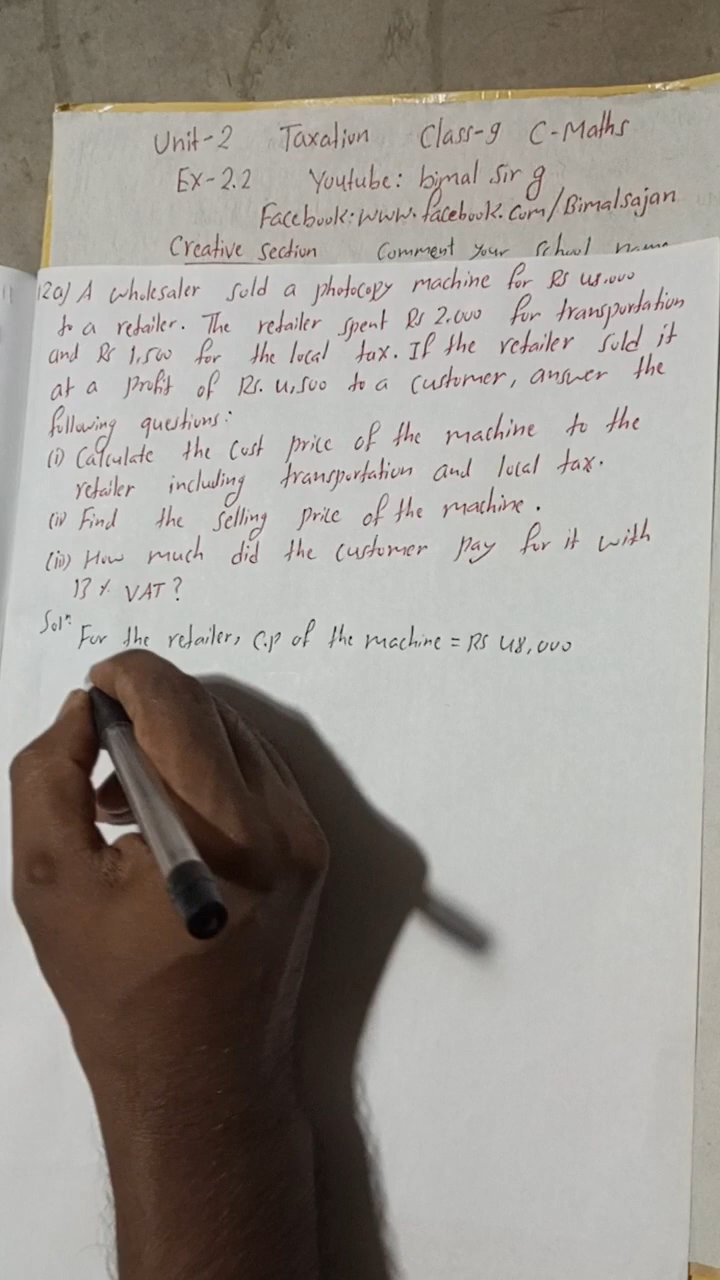 Unit-2 Taxation Class-9 C-Maths
Ex-2.2 Youtube: bimal sir g
Facebook: www.facebook.com/Bimalsajan
Creative section Comment your school name
12a) A wholesaler sold a photocopy machine for Rs 48,000
to a retailer. The retailer spent Rs 2,000 for transportation
and Rs 1,500 for the local tax. If the retailer sold it
at a profit of Rs. 4,500 to a customer, answer the
following questions:
(i) Calculate the cost price of the machine to the
retailer including transportation and local tax.
(ii) Find the selling price of the machine.
(iii) How much did the customer pay for it with
13% VAT?
Solⁿ:
For the retailer, C.P of the machine = Rs 48,000